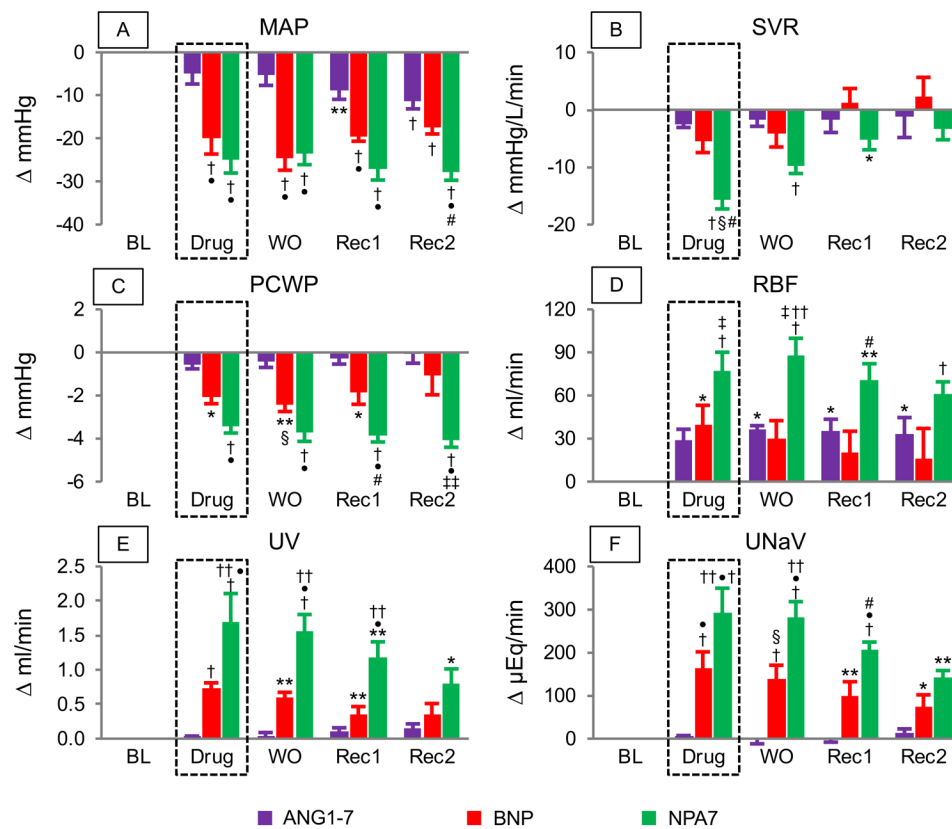 A
MAP
Δ mmHg
0
-10
-20
-30
-40
**
†
†
†
†
†
†
†
†
†
#
BL
Drug
WO
Rec1
Rec2
B
SVR
Δ mmHg/L/min
10
0
-10
-20
†§#
†
*
BL
Drug
WO
Rec1
Rec2
C
PCWP
Δ mmHg
2
0
-2
-4
-6
*
†
**
§
†
*
†
#
†
‡‡
BL
Drug
WO
Rec1
Rec2
D
RBF
Δ ml/min
120
90
60
30
0
*
‡
†
*
‡††
†
*
#
**
*
†
BL
Drug
WO
Rec1
Rec2
E
UV
Δ ml/min
2.5
2.0
1.5
1.0
0.5
0.0
†
††•
†
**
††
•
†
**
††
•
**
*
BL
Drug
WO
Rec1
Rec2
F
UNaV
Δ µEq/min
400
300
200
100
0
•
†
††•†
§
†
††
•
†
**
#
•
†
*
**
BL
Drug
WO
Rec1
Rec2
ANG1-7
BNP
NPA7